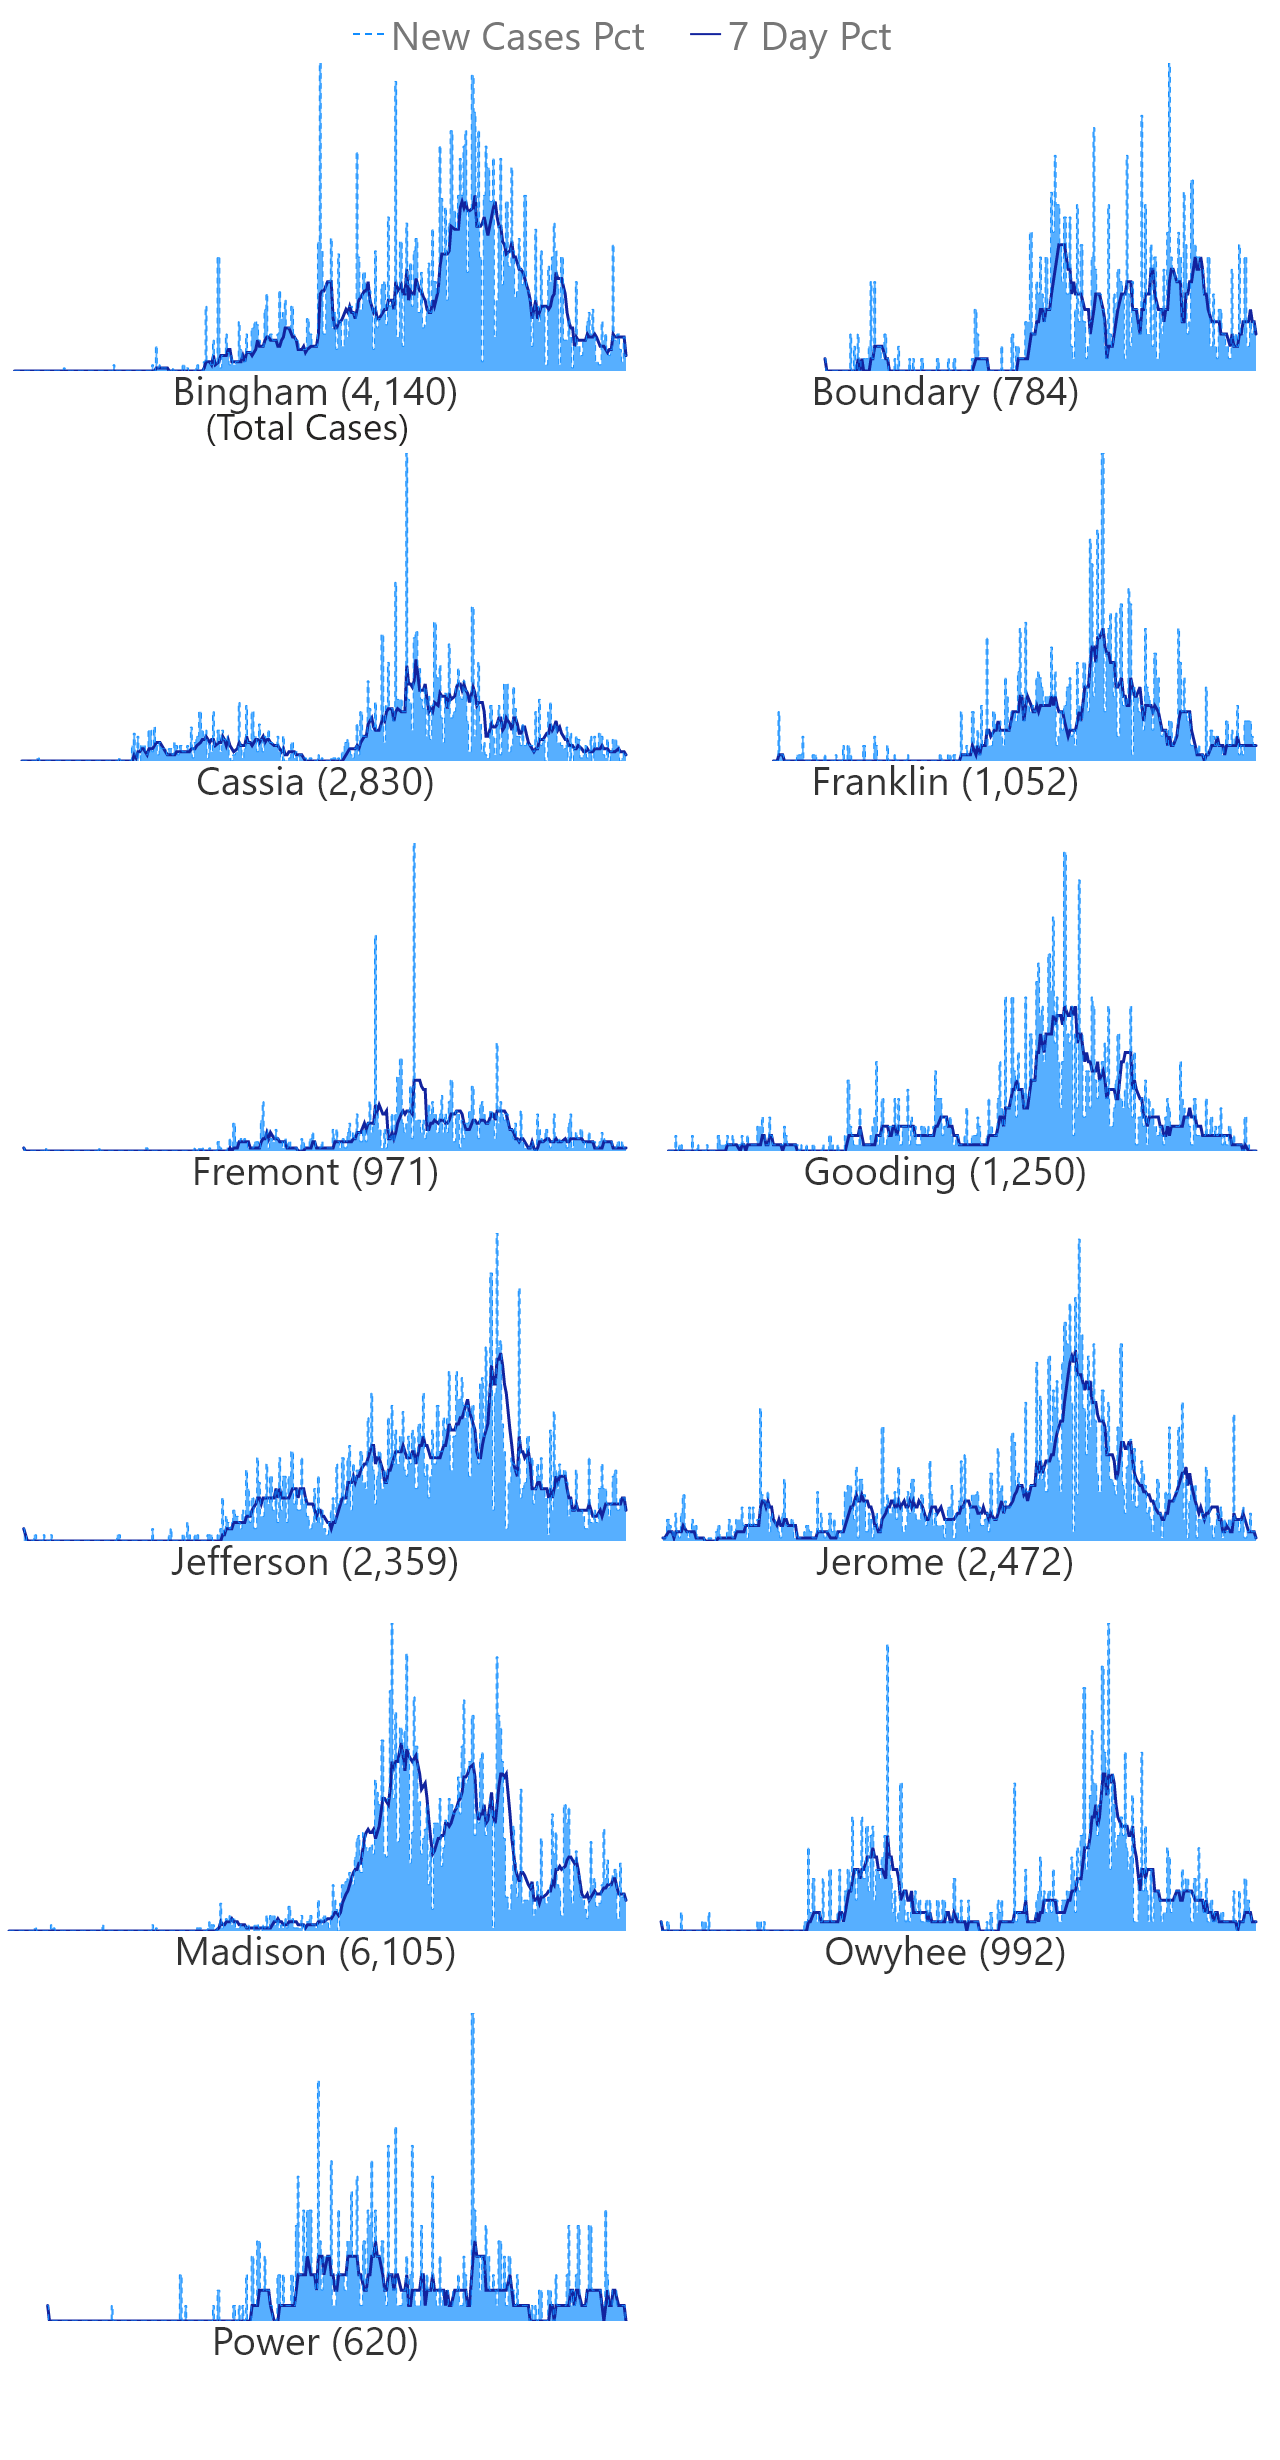 New Cases Pct 7 Day Pct
Bingham (4,140) Boundary (784)
(Total Cases)
Cassia (2,830) Franklin (1,052)
Fremont (971) Gooding (1,250)
Jefferson (2,359) Jerome (2,472)
Madison (6,105) Owyhee (992)
Power (620)